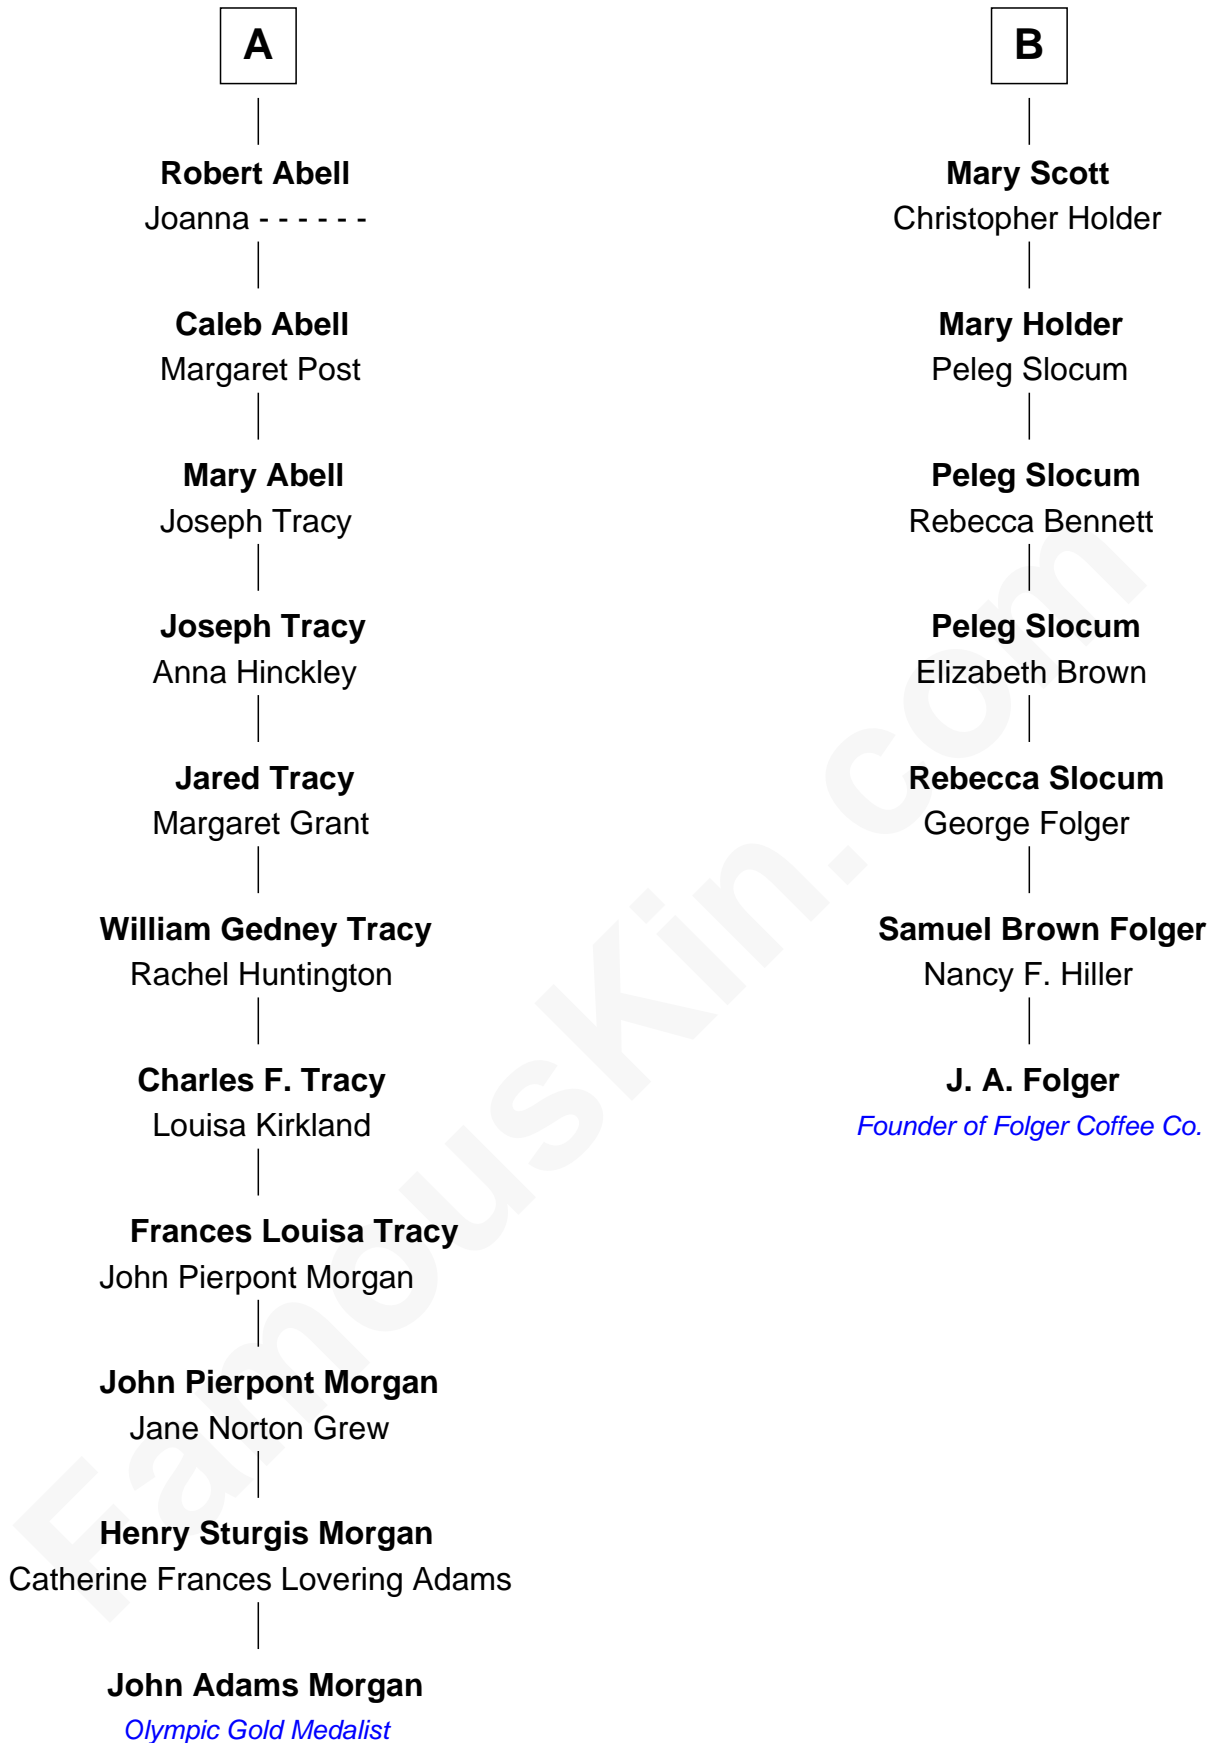 A
Robert Abell
Joanna - - - - - -
Caleb Abell
Margaret Post
Mary Abell
Joseph Tracy
Joseph Tracy
Anna Hinckley
Jared Tracy
Margaret Grant
William Gedney Tracy
Rachel Huntington
Charles F. Tracy
Louisa Kirkland
Frances Louisa Tracy
John Pierpont Morgan
John Pierpont Morgan
Jane Norton Grew
Henry Sturgis Morgan
Catherine Frances Lovering Adams
John Adams Morgan
Olympic Gold Medalist
B
Mary Scott
Christopher Holder
Mary Holder
Peleg Slocum
Peleg Slocum
Rebecca Bennett
Peleg Slocum
Elizabeth Brown
Rebecca Slocum
George Folger
Samuel Brown Folger
Nancy F. Hiller
J. A. Folger
Founder of Folger Coffee Co.
FamousKin.com